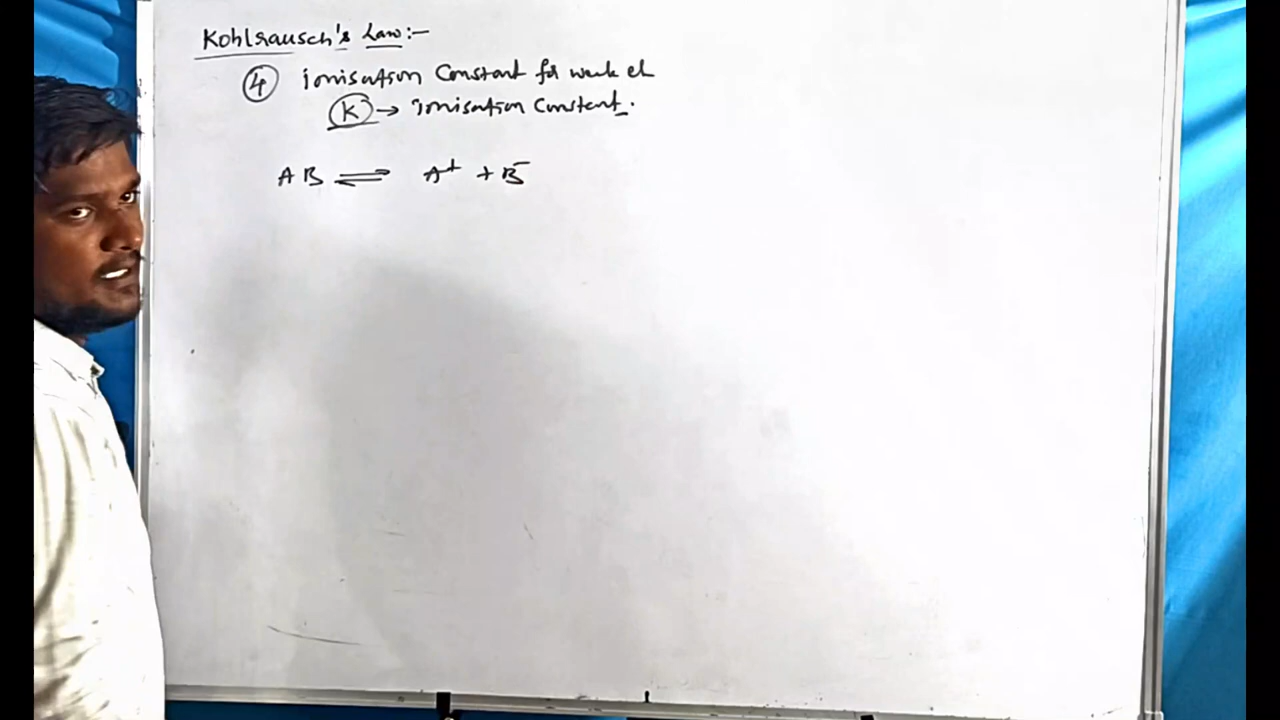 Kohlrausch's Law:-
④ ionisation Constant for weak el
K → ionisation Constant.
AB ⇌ A⁺ + B⁻